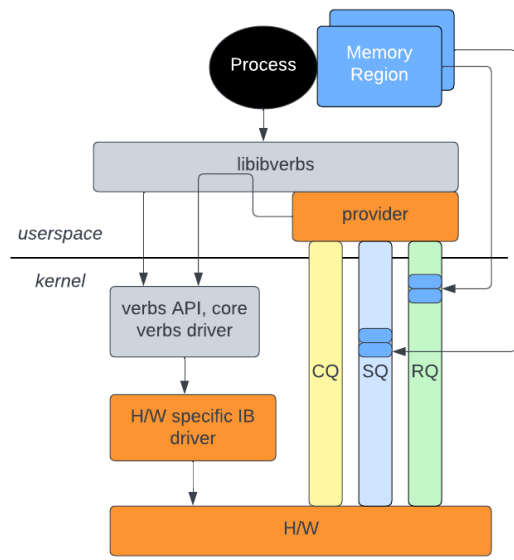 Process
Memory
Region
libibverbs
provider
userspace
kernel
verbs API, core
verbs driver
CQ
SQ
RQ
H/W specific IB
driver
H/W